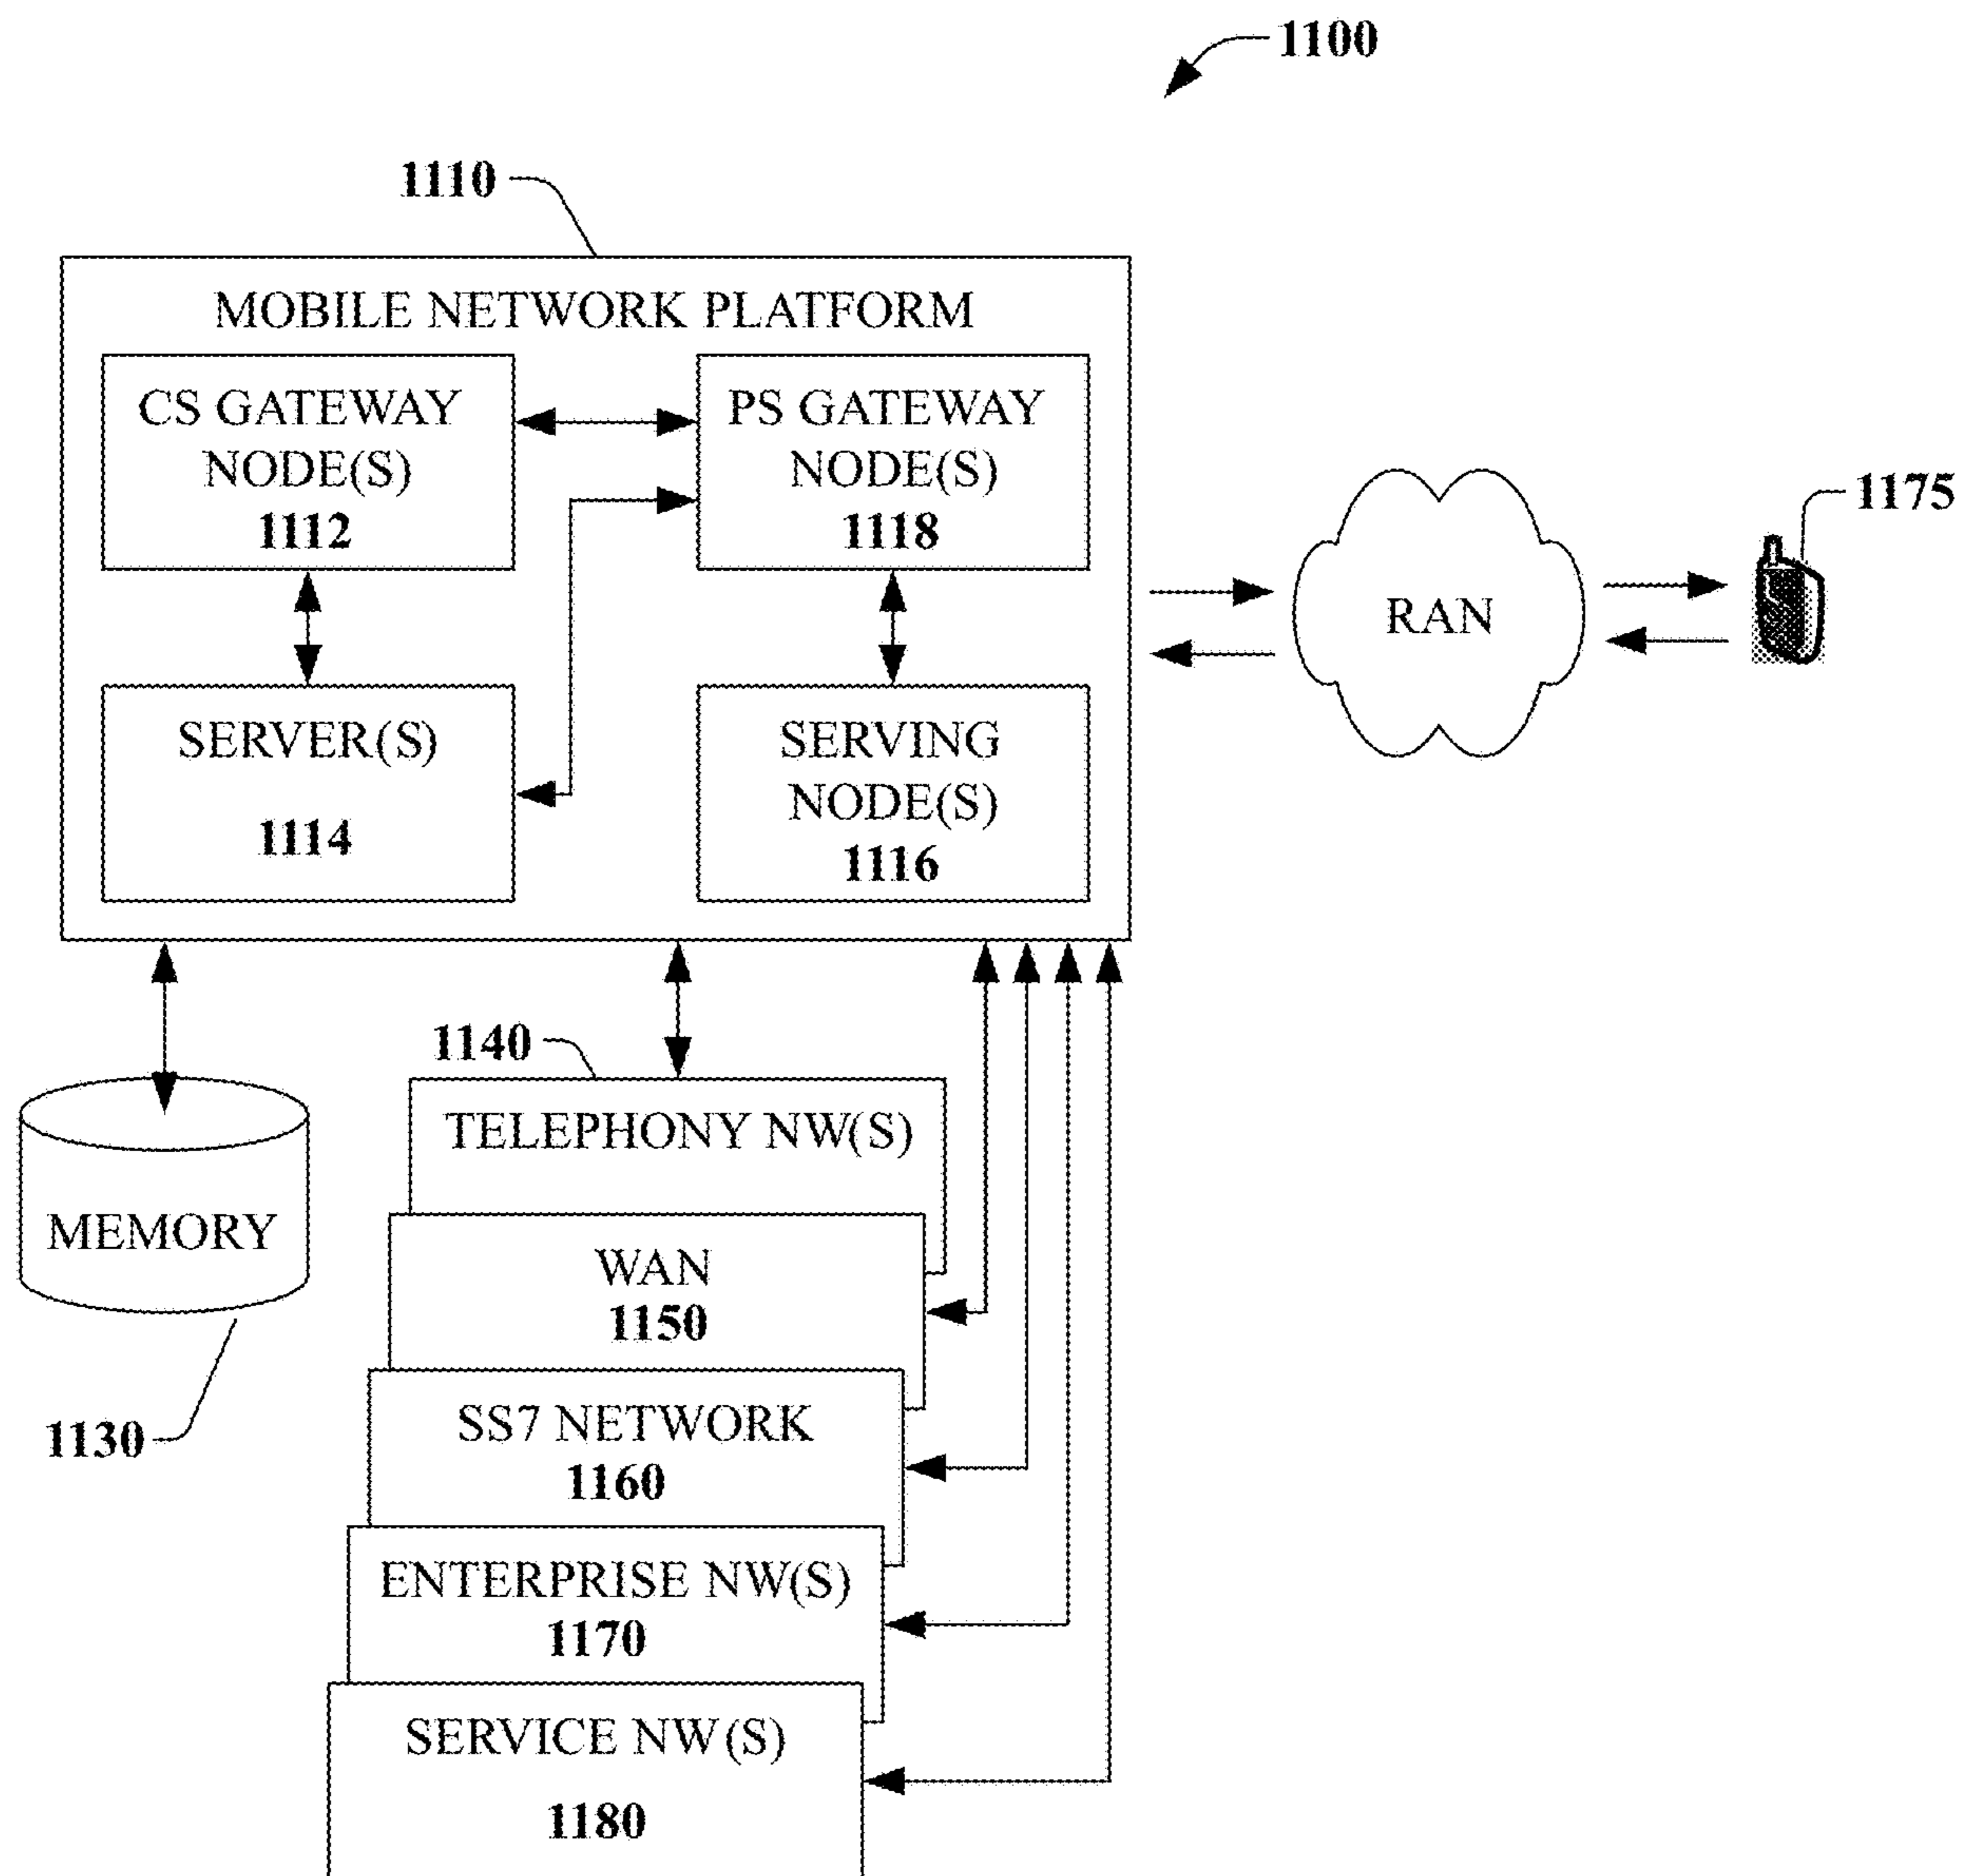 1100
1110
MOBILE NETWORK PLATFORM
CS GATEWAY
NODE(S)
1112
PS GATEWAY
NODE(S)
1118
1175
RAN
SERVER(S)
1114
SERVING
NODE(S)
1116
1140
TELEPHONY NW(S)
MEMORY
WAN
1150
1130
SS7 NETWORK
1160
ENTERPRISE NW(S)
1170
SERVICE NW(S)
1180